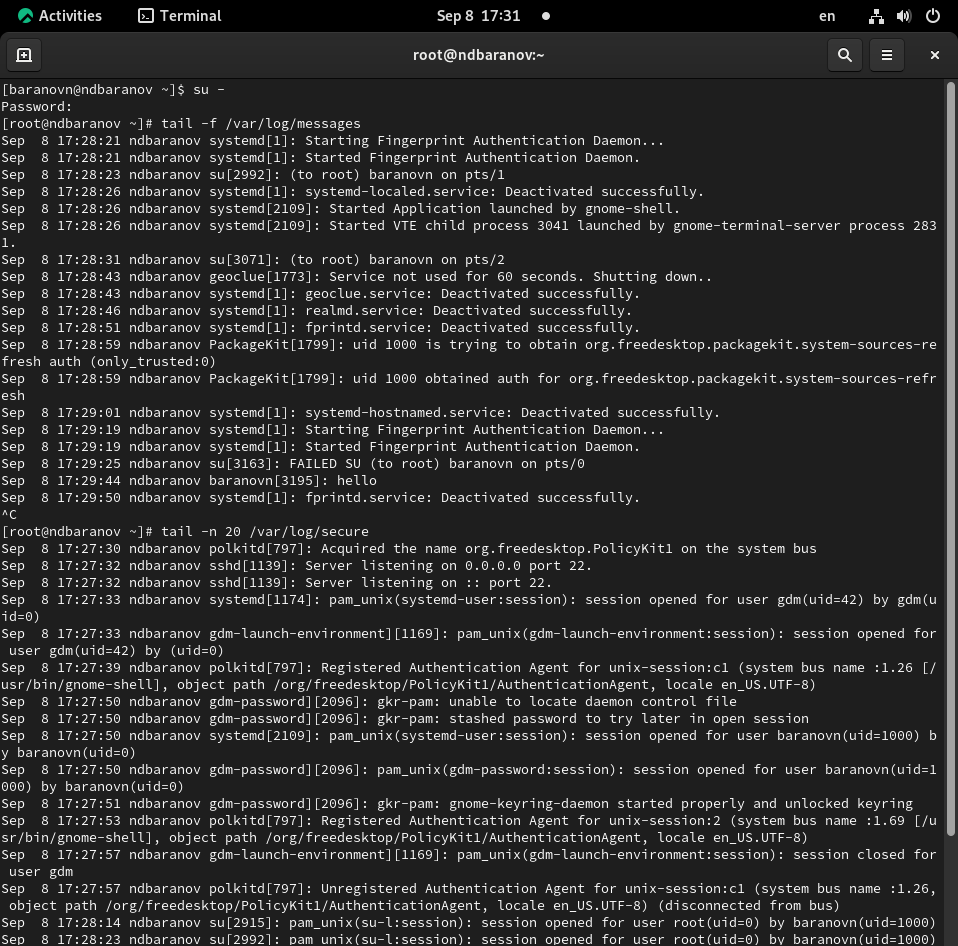 Activities Terminal Sep 8 17:31 en
root@ndbaranov:~
[baranovn@ndbaranov ~]$ su -
Password:
[root@ndbaranov ~]# tail -f /var/log/messages
Sep  8 17:28:21 ndbaranov systemd[1]: Starting Fingerprint Authentication Daemon...
Sep  8 17:28:21 ndbaranov systemd[1]: Started Fingerprint Authentication Daemon.
Sep  8 17:28:23 ndbaranov su[2992]: (to root) baranovn on pts/1
Sep  8 17:28:26 ndbaranov systemd[1]: systemd-localed.service: Deactivated successfully.
Sep  8 17:28:26 ndbaranov systemd[2109]: Started Application launched by gnome-shell.
Sep  8 17:28:26 ndbaranov systemd[2109]: Started VTE child process 3041 launched by gnome-terminal-server process 283
1.
Sep  8 17:28:31 ndbaranov su[3071]: (to root) baranovn on pts/2
Sep  8 17:28:43 ndbaranov geoclue[1773]: Service not used for 60 seconds. Shutting down..
Sep  8 17:28:43 ndbaranov systemd[1]: geoclue.service: Deactivated successfully.
Sep  8 17:28:46 ndbaranov systemd[1]: realmd.service: Deactivated successfully.
Sep  8 17:28:51 ndbaranov systemd[1]: fprintd.service: Deactivated successfully.
Sep  8 17:28:59 ndbaranov PackageKit[1799]: uid 1000 is trying to obtain org.freedesktop.packagekit.system-sources-re
fresh auth (only_trusted:0)
Sep  8 17:28:59 ndbaranov PackageKit[1799]: uid 1000 obtained auth for org.freedesktop.packagekit.system-sources-refr
esh
Sep  8 17:29:01 ndbaranov systemd[1]: systemd-hostnamed.service: Deactivated successfully.
Sep  8 17:29:19 ndbaranov systemd[1]: Starting Fingerprint Authentication Daemon...
Sep  8 17:29:19 ndbaranov systemd[1]: Started Fingerprint Authentication Daemon.
Sep  8 17:29:25 ndbaranov su[3163]: FAILED SU (to root) baranovn on pts/0
Sep  8 17:29:44 ndbaranov baranovn[3195]: hello
Sep  8 17:29:50 ndbaranov systemd[1]: fprintd.service: Deactivated successfully.
^C
[root@ndbaranov ~]# tail -n 20 /var/log/secure
Sep  8 17:27:30 ndbaranov polkitd[797]: Acquired the name org.freedesktop.PolicyKit1 on the system bus
Sep  8 17:27:32 ndbaranov sshd[1139]: Server listening on 0.0.0.0 port 22.
Sep  8 17:27:32 ndbaranov sshd[1139]: Server listening on :: port 22.
Sep  8 17:27:33 ndbaranov systemd[1174]: pam_unix(systemd-user:session): session opened for user gdm(uid=42) by gdm(u
id=0)
Sep  8 17:27:33 ndbaranov gdm-launch-environment][1169]: pam_unix(gdm-launch-environment:session): session opened for
 user gdm(uid=42) by (uid=0)
Sep  8 17:27:39 ndbaranov polkitd[797]: Registered Authentication Agent for unix-session:c1 (system bus name :1.26 [/
usr/bin/gnome-shell], object path /org/freedesktop/PolicyKit1/AuthenticationAgent, locale en_US.UTF-8)
Sep  8 17:27:50 ndbaranov gdm-password][2096]: gkr-pam: unable to locate daemon control file
Sep  8 17:27:50 ndbaranov gdm-password][2096]: gkr-pam: stashed password to try later in open session
Sep  8 17:27:50 ndbaranov systemd[2109]: pam_unix(systemd-user:session): session opened for user baranovn(uid=1000) b
y baranovn(uid=0)
Sep  8 17:27:50 ndbaranov gdm-password][2096]: pam_unix(gdm-password:session): session opened for user baranovn(uid=1
000) by baranovn(uid=0)
Sep  8 17:27:51 ndbaranov gdm-password][2096]: gkr-pam: gnome-keyring-daemon started properly and unlocked keyring
Sep  8 17:27:53 ndbaranov polkitd[797]: Registered Authentication Agent for unix-session:2 (system bus name :1.69 [/u
sr/bin/gnome-shell], object path /org/freedesktop/PolicyKit1/AuthenticationAgent, locale en_US.UTF-8)
Sep  8 17:27:57 ndbaranov gdm-launch-environment][1169]: pam_unix(gdm-launch-environment:session): session closed for
 user gdm
Sep  8 17:27:57 ndbaranov polkitd[797]: Unregistered Authentication Agent for unix-session:c1 (system bus name :1.26,
 object path /org/freedesktop/PolicyKit1/AuthenticationAgent, locale en_US.UTF-8) (disconnected from bus)
Sep  8 17:28:14 ndbaranov su[2915]: pam_unix(su-l:session): session opened for user root(uid=0) by baranovn(uid=1000)
Sep  8 17:28:23 ndbaranov su[2992]: pam_unix(su-l:session): session opened for user root(uid=0) by baranovn(uid=1000)